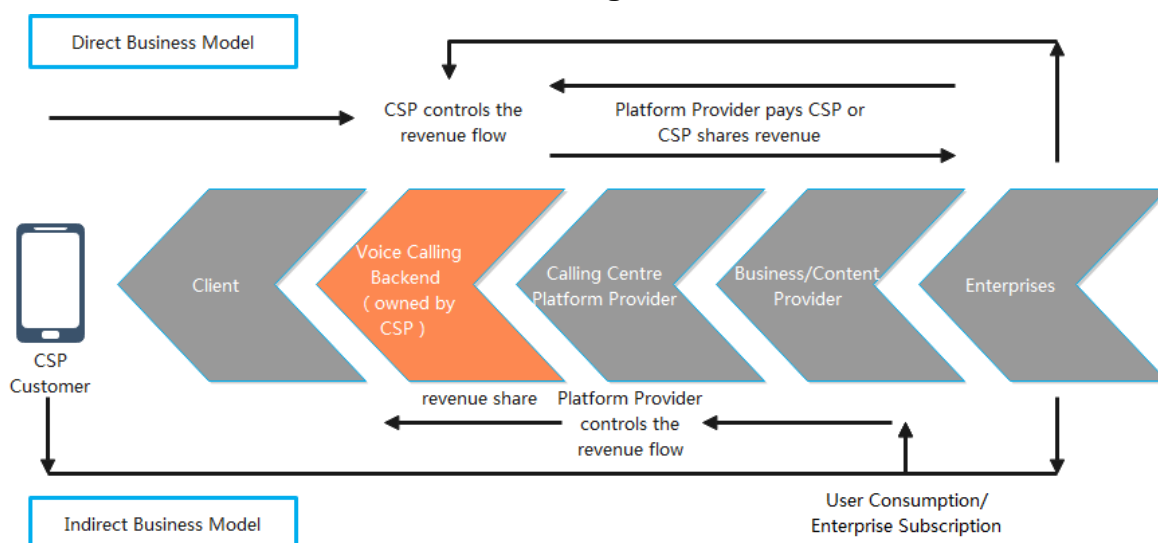 Direct Business Model
CSP controls the
revenue flow
Platform Provider pays CSP or
CSP shares revenue
CSP
Customer
Client
Voice Calling
Backend
( owned by
CSP )
Calling Centre
Platform Provider
Business/Content
Provider
Enterprises
revenue share
Platform Provider
controls the
revenue flow
User Consumption/
Enterprise Subscription
Indirect Business Model